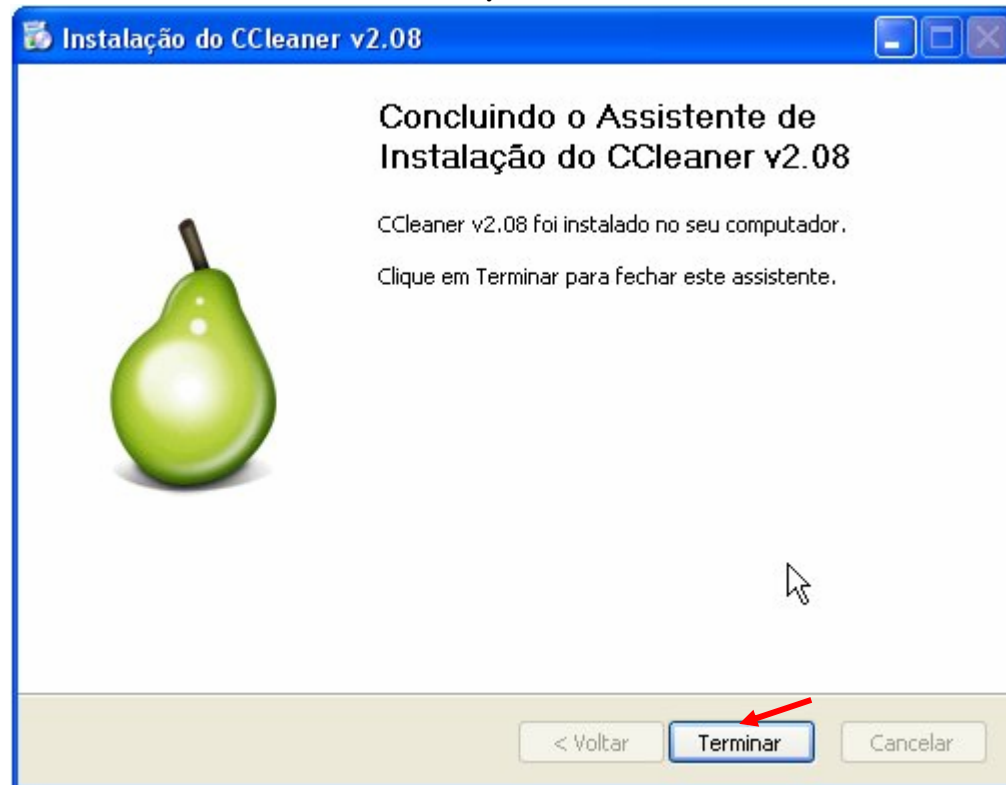 Instalação do CCleaner v2.08
Concluindo o Assistente de
Instalação do CCleaner v2.08
CCleaner v2.08 foi instalado no seu computador.
Clique em Terminar para fechar este assistente.
< Voltar
Terminar
Cancelar